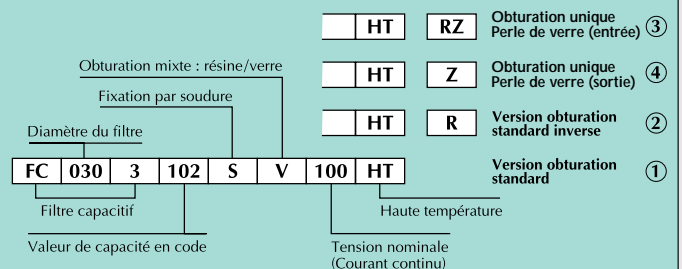 HT RZ Obturation unique
Perle de verre (entrée) 3
HT Z Obturation unique
Perle de verre (sortie) 4
Obturation mixte : résine/verre
Fixation par soudure
HT R Version obturation
standard inverse 2
Diamètre du filtre
FC 030 3 102 S V 100 HT Version obturation
standard 1
Filtre capacitif
Haute température
Valeur de capacité en code
Tension nominale
(Courant continu)